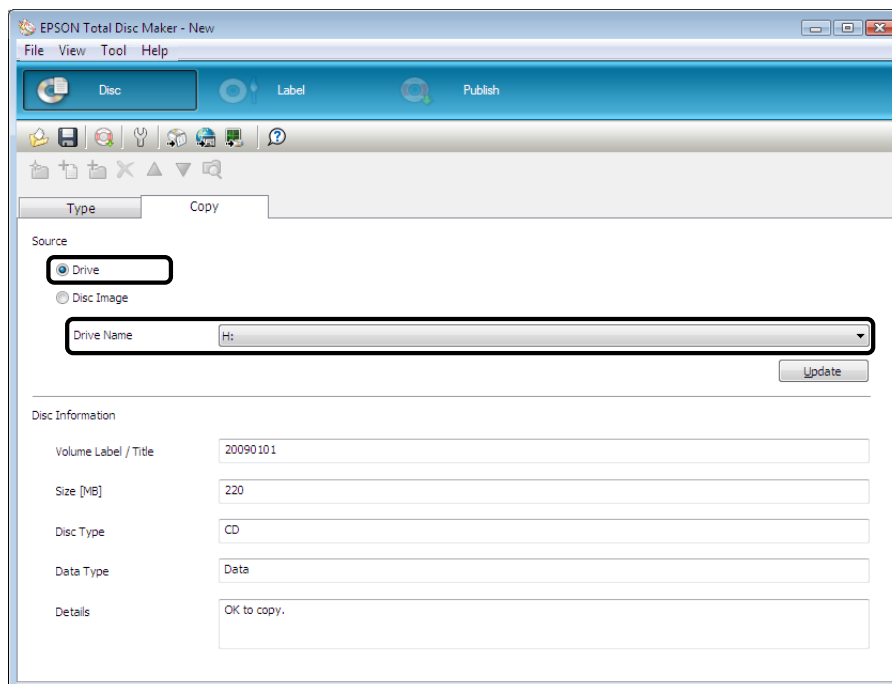 EPSON Total Disc Maker - New
File View Tool Help
Disc Label Publish
Type Copy
Source
Drive
Disc Image
Drive Name H:
Update
Disc Information
Volume Label / Title 20090101
Size [MB] 220
Disc Type CD
Data Type Data
Details OK to copy.